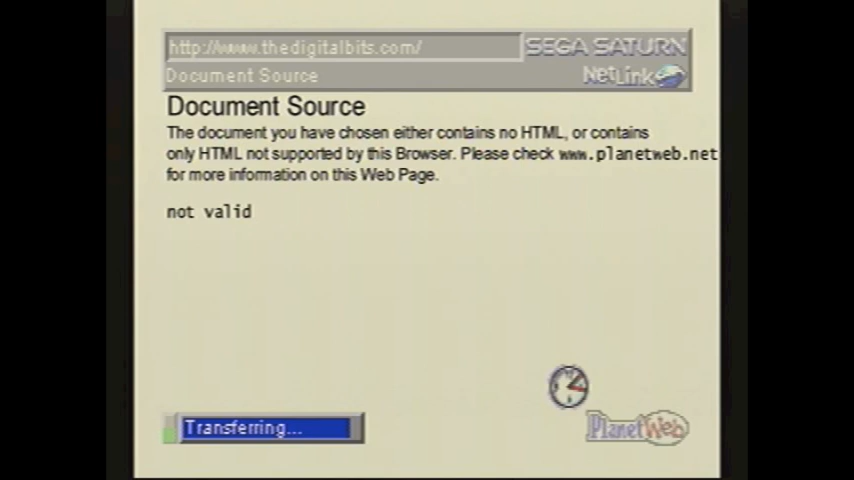 http://www.thedigitalbits.com/
SEGA SATURN
Document Source
NetLink
Document Source
The document you have chosen either contains no HTML, or contains
only HTML not supported by this Browser. Please check www.planetweb.net
for more information on this Web Page.
not valid
Transferring...
PlanetWeb